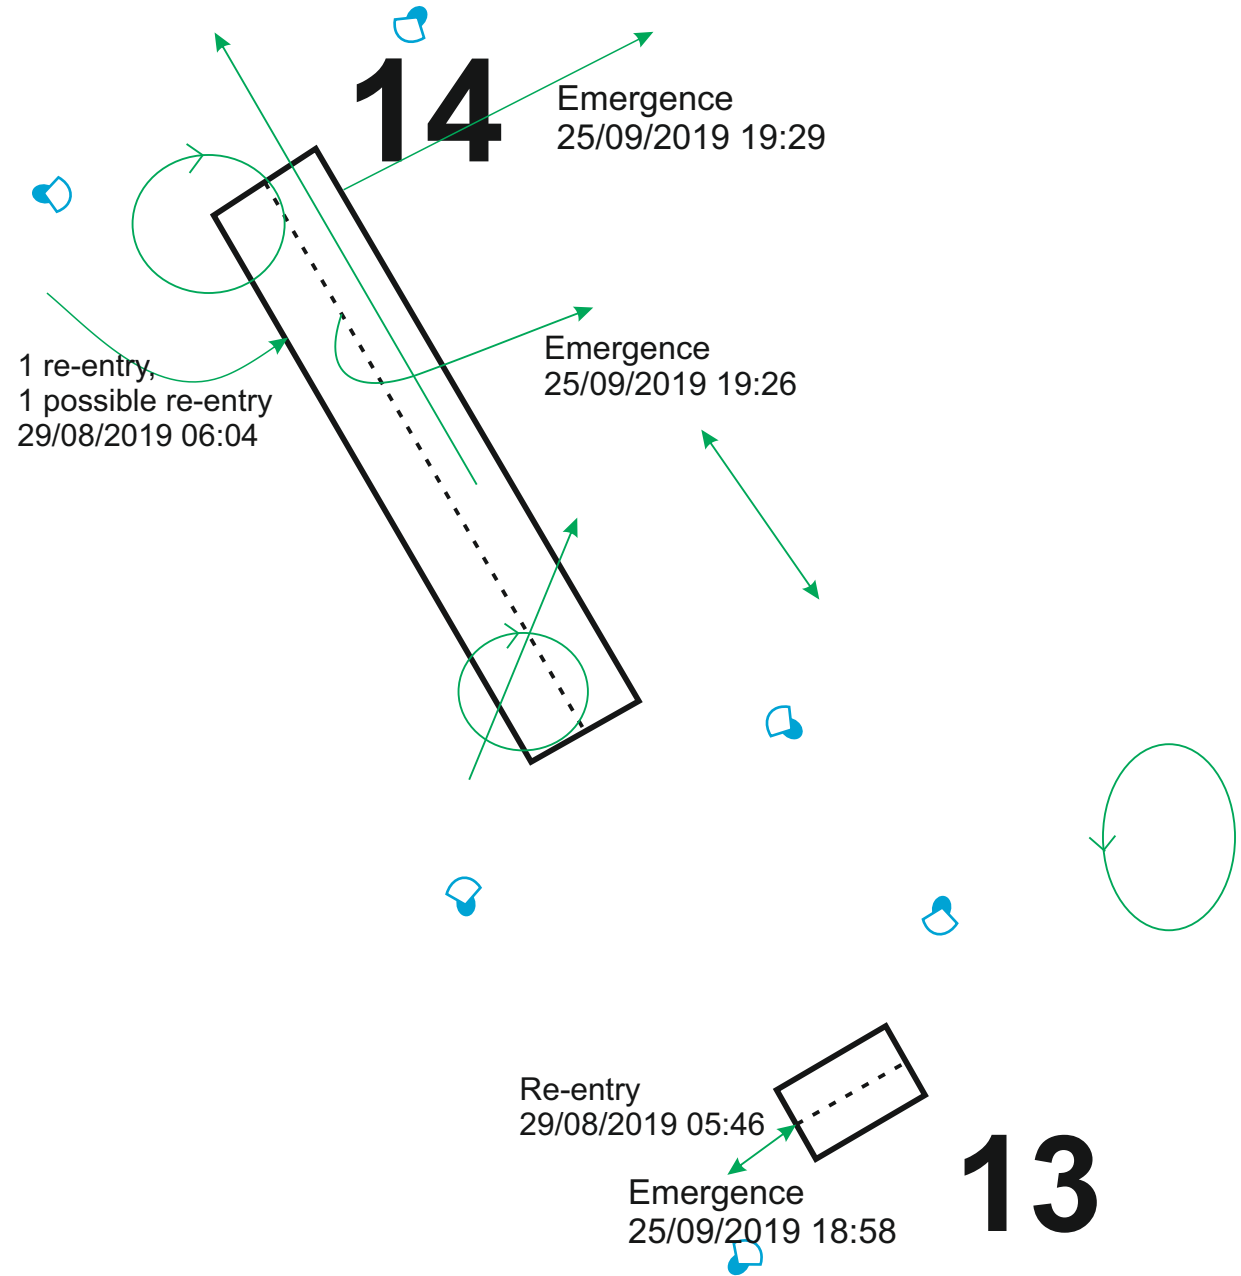 14
Emergence
25/09/2019 19:29
Emergence
25/09/2019 19:26
1 re-entry,
1 possible re-entry
29/08/2019 06:04
Re-entry
29/08/2019 05:46
Emergence
25/09/2019 18:58
13